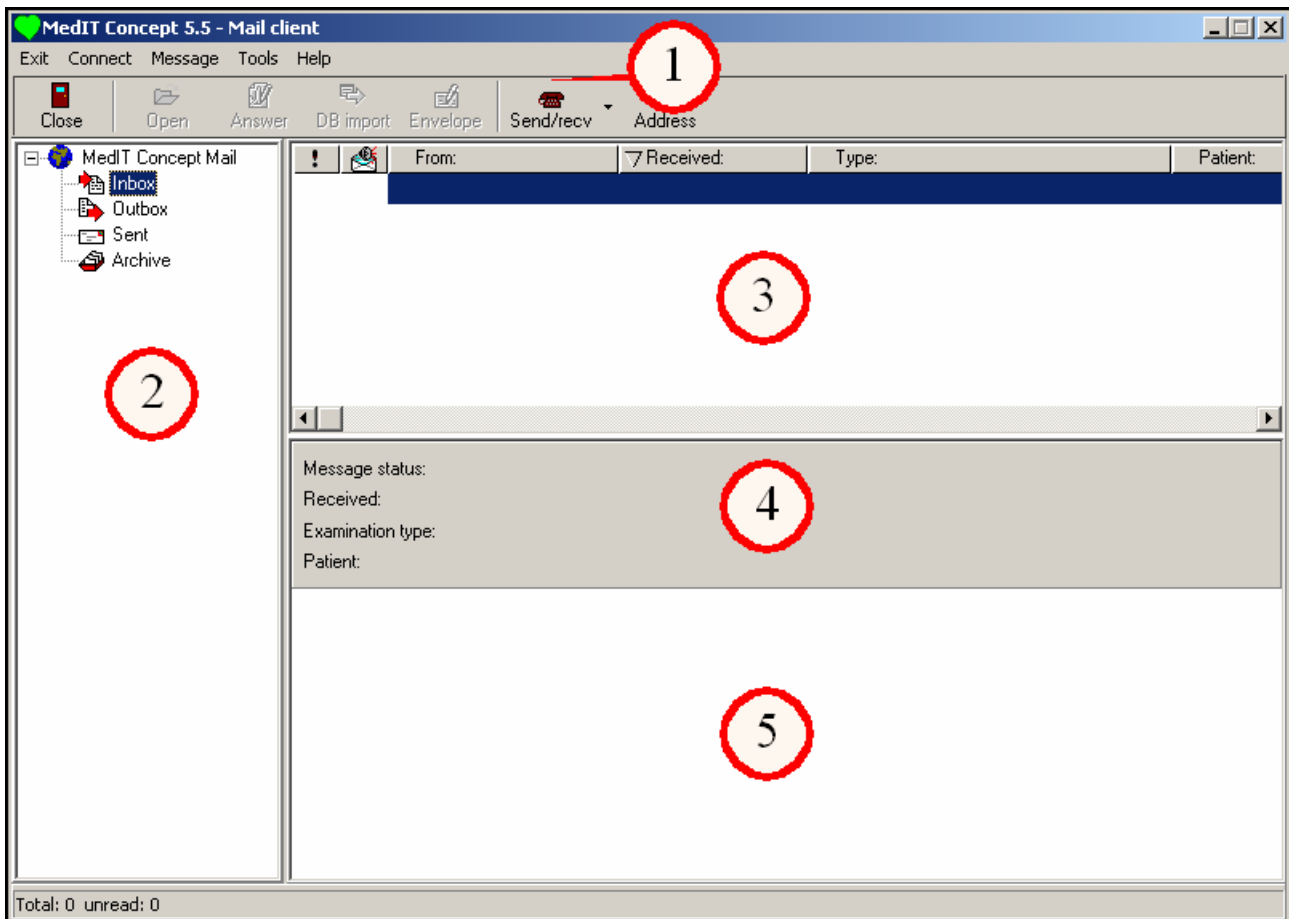 MedIT Concept 5.5 - Mail client
Exit Connect Message Tools Help
1
Close Open Answer DB import Envelope Send/recv Address
MedIT Concept Mail
Inbox
Outbox
Sent
Archive
2
! From: Received: Type: Patient:
3
Message status:
Received:
Examination type:
Patient:
4
5
Total: 0 unread: 0